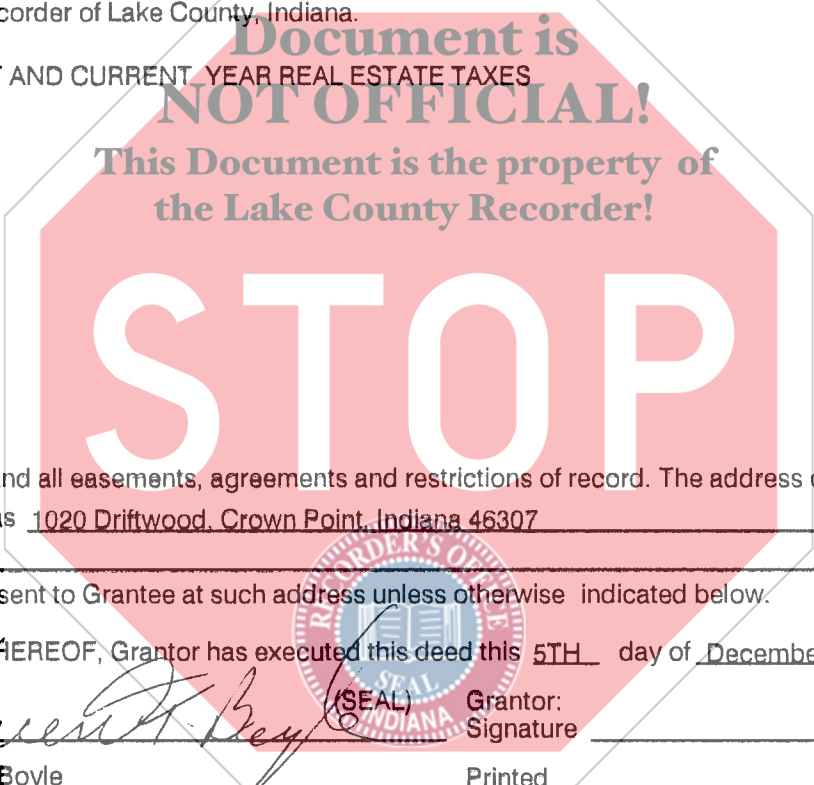 corder of Lake County, Indiana.
Document is
AND CURRENT YEAR REAL ESTATE TAXES
NOT OFFICIAL!
This Document is the property of
the Lake County Recorder!
STOP
nd all easements, agreements and restrictions of record. The address
s 1020 Driftwood, Crown Point, Indiana 46307
RECORDER'S OFFICE
sent to Grantee at such address unless otherwise indicated below.
HEREOF, Grantor has executed this deed this 5TH day of Decembe
SEAL
INDIANA
(SEAL) Grantor:
Signature
Boyle Printed